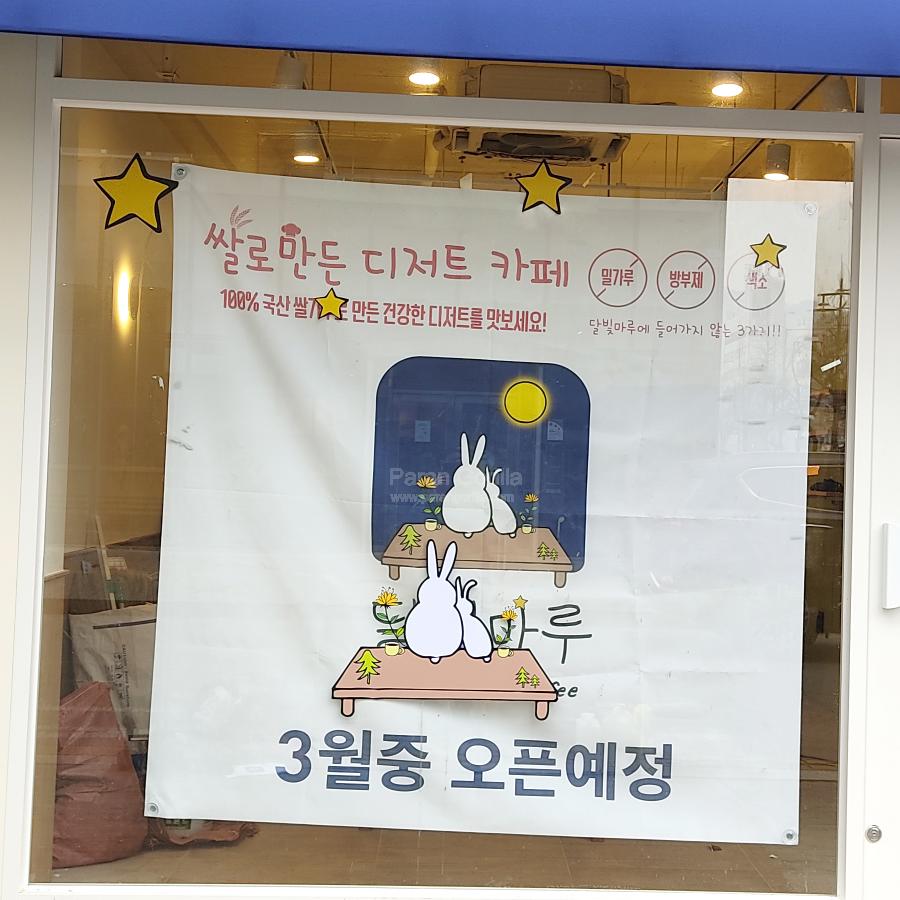 쌀로만든 디저트 카페
밀가루
방부제
색소
100% 국산 만든 건강한 디저트를 맛보세요!
달빛마루에 들어가지 않는 3가지!!
마루
3월중 오픈예정